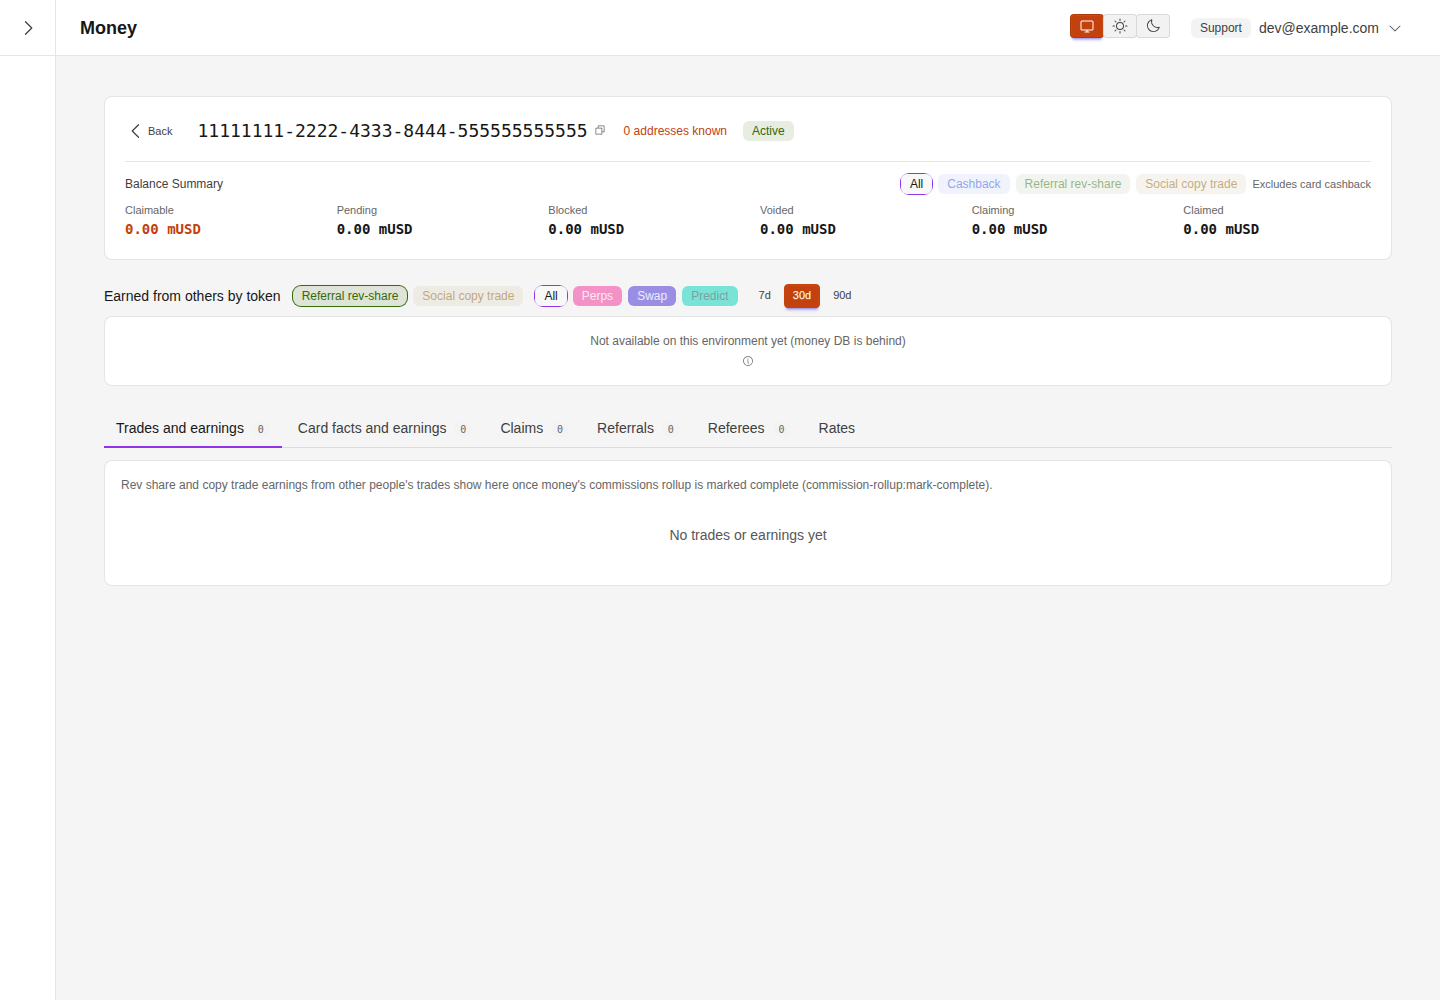 Money
Support dev@example.com
Back 11111111-2222-4333-8444-555555555555 0 addresses known Active
Balance Summary All Cashback Referral rev-share Social copy trade Excludes card cashback
Claimable Pending Blocked Voided Claiming Claimed
0.00 mUSD 0.00 mUSD 0.00 mUSD 0.00 mUSD 0.00 mUSD 0.00 mUSD
Earned from others by token Referral rev-share Social copy trade All Perps Swap Predict 7d 30d 90d
Not available on this environment yet (money DB is behind)
Trades and earnings 0 Card facts and earnings 0 Claims 0 Referrals 0 Referees 0 Rates
Rev share and copy trade earnings from other people's trades show here once money's commissions rollup is marked complete (commission-rollup:mark-complete).
No trades or earnings yet